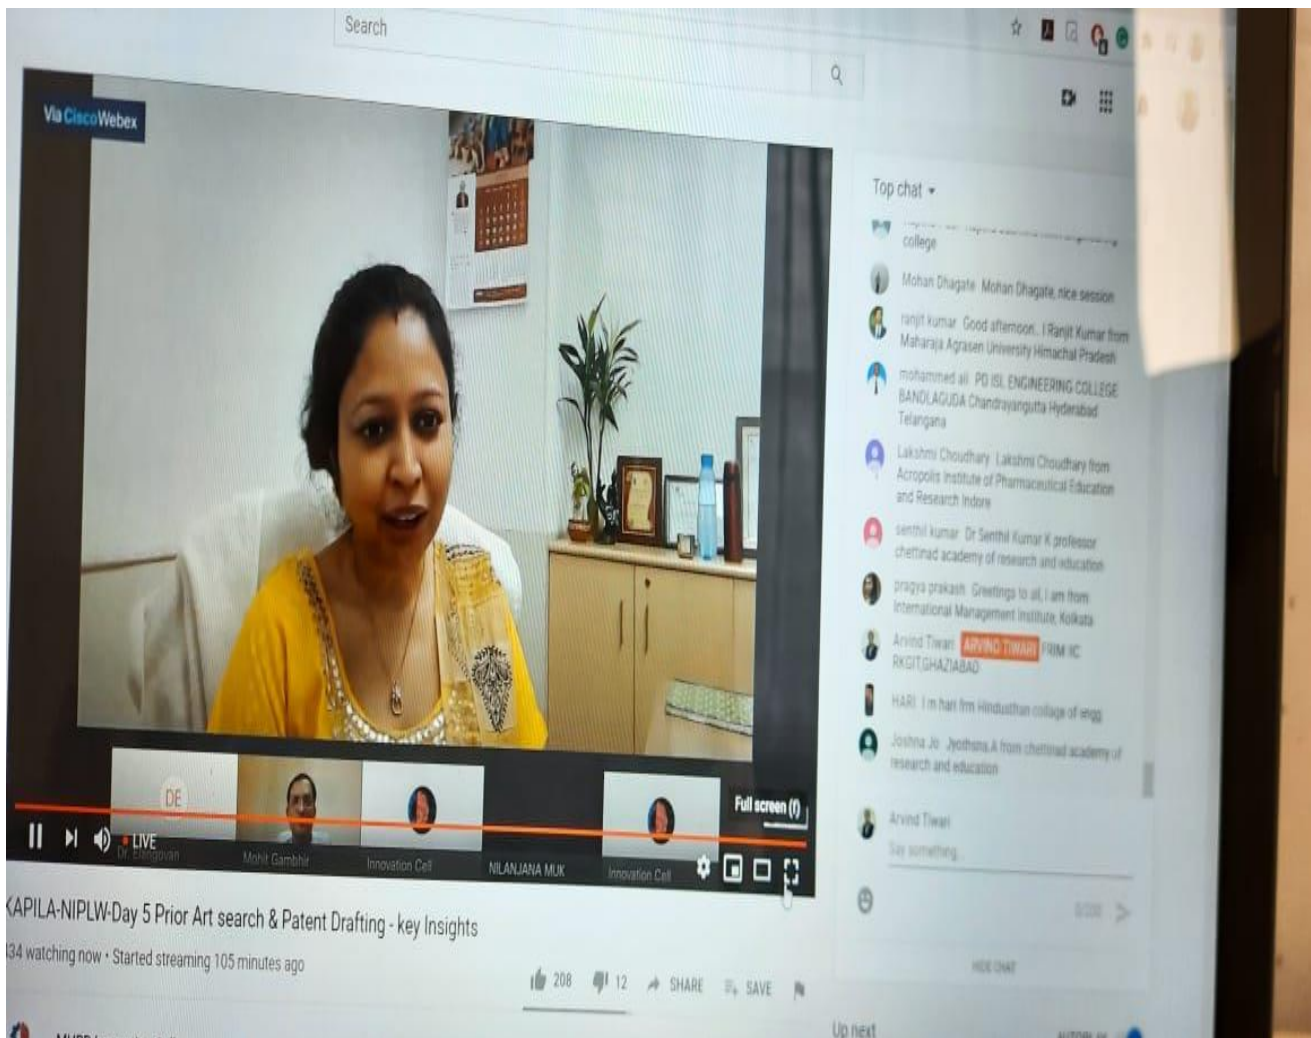 Search
Via CiscoWebex
Top chat
college
Mohan Dhagate Mohan Dhagate, nice session
ranjit kumar Good afternoon.. I Ranjit Kumar from
Maharaja Agrasen University Himachal Pradesh
mohammed ali PG ISL ENGINEERING COLLEGE
BANDLAGUDA Chandrayangutta Hyderabad
Telangana
Lakshmi Choudhary Lakshmi Choudhary from
Acropolis Institute of Pharmaceutical Education
and Research Indore
senthil kumar Dr Senthil Kumar K professor
chettinad academy of research and education
pragya prakash Greetings to all, I am from
International Management Institute, Kolkata
Arvind Tiwari ARVIND TIWARI FRIM IIC
RKGIT,GHAZIABAD
HARI I m hari frm Hindusthan collage of engg
Joshna Jo Jyothsna.A from chettinad academy of
research and education
Arvind Tiwari
Say something...
0/200
HIDE CHAT
DE
Full screen (f)
LIVE
Dr. Elangovan
Mohit Gambhir
Innovation Cell
NILANJANA MUK
Innovation Cell
KAPILA-NIPLW-Day 5 Prior Art search & Patent Drafting - key Insights
34 watching now • Started streaming 105 minutes ago
208
12
SHARE
SAVE
Up next
AUTOPLAY